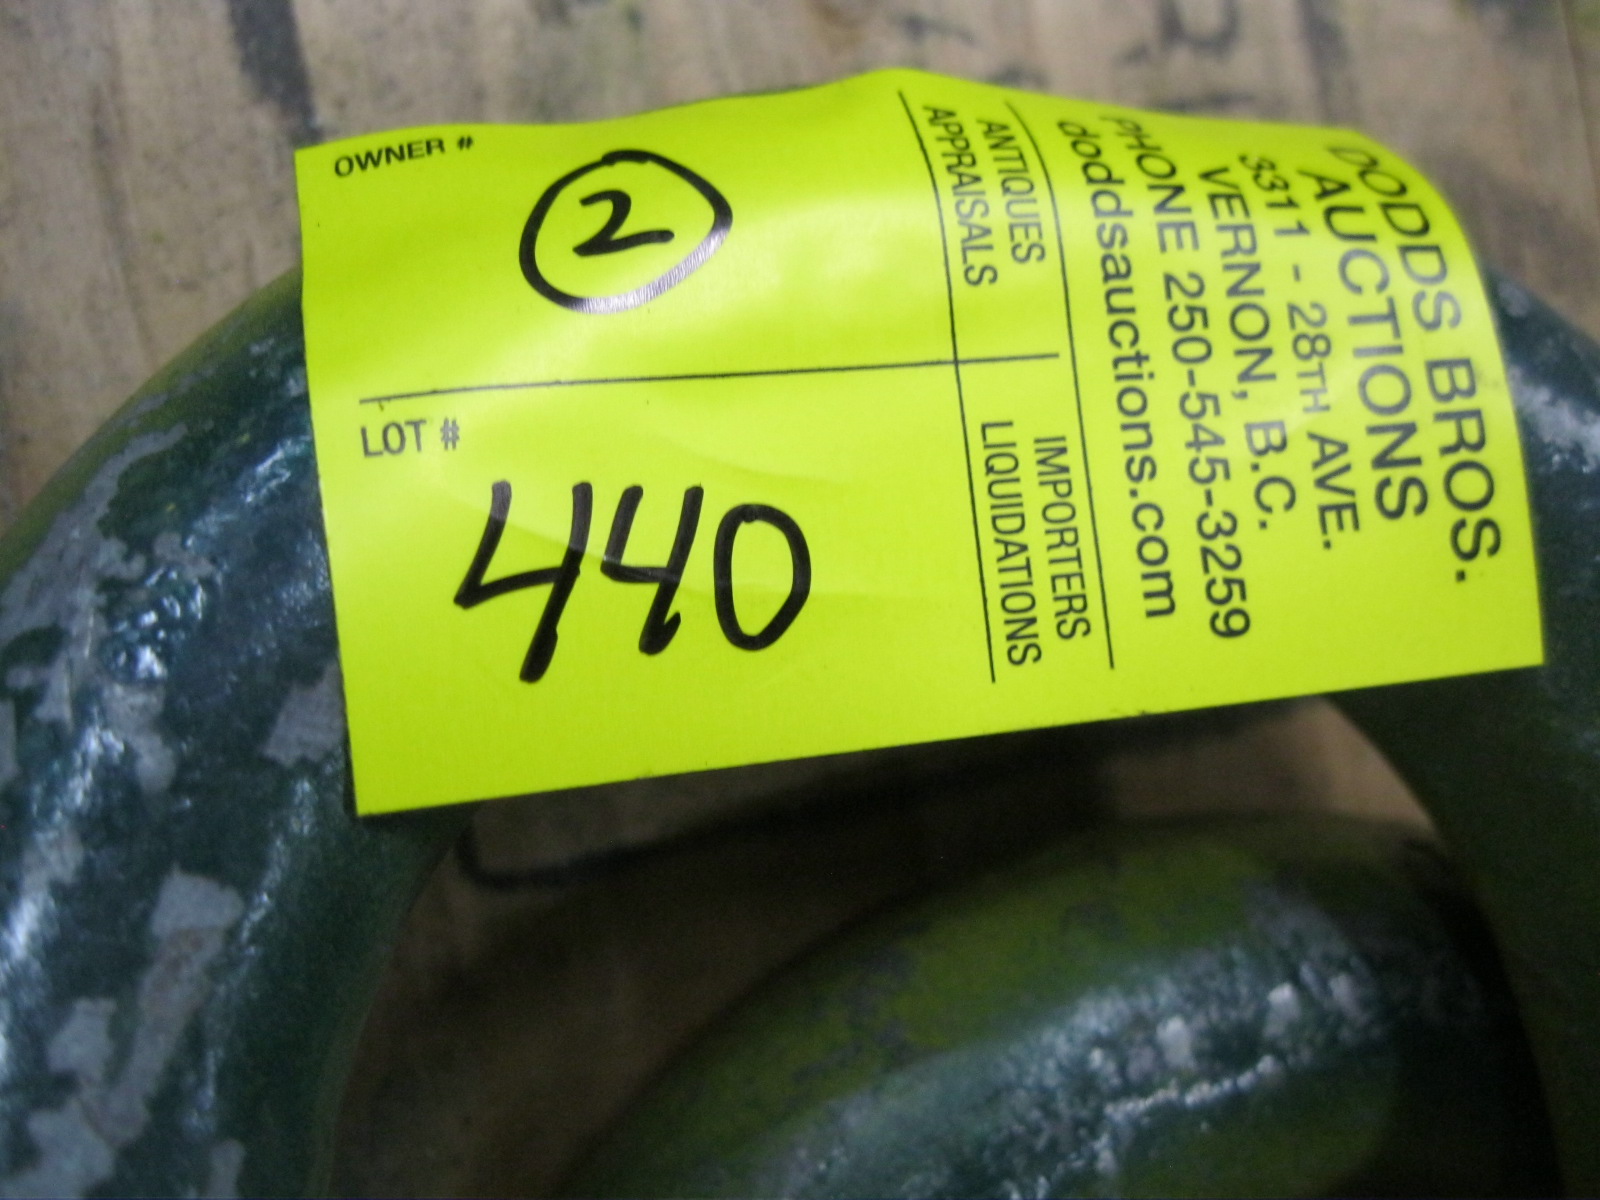 OWNER #
2
LOT #
440
DODDS BROS.
AUCTIONS
3311 - 28TH AVE.
VERNON, B.C.
PHONE 250-545-3259
doddsauctions.com
ANTIQUES
APPRAISALS
IMPORTERS
LIQUIDATIONS